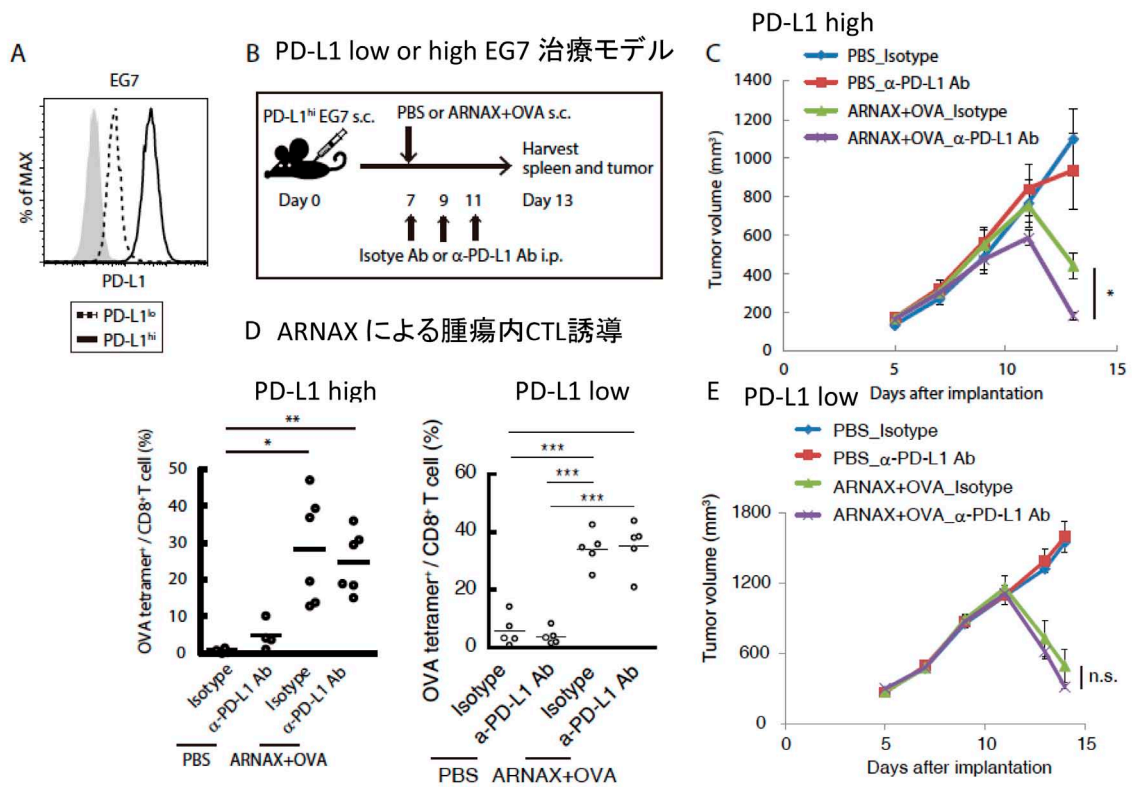 A
EG7
% of MAX
PD-L1
PD-L1lo
PD-L1hi
B PD-L1 low or high EG7 治療モデル
PD-L1hi EG7 s.c.
PBS or ARNAX+OVA s.c.
Harvest
spleen and tumor
Day 0
7 9 11
Day 13
Isotye Ab or α-PD-L1 Ab i.p.
C
PD-L1 high
PBS_Isotype
PBS_α-PD-L1 Ab
ARNAX+OVA_Isotype
ARNAX+OVA_α-PD-L1 Ab
Tumor volume (mm3)
1400
1200
1000
800
600
400
200
0
*
0 5 10 15
Days after implantation
D ARNAX による腫瘍内CTL誘導
PD-L1 high
**
*
OVA tetramer+ / CD8+ T cell (%)
50
40
30
20
10
0
Isotype
α-PD-L1 Ab
Isotype
α-PD-L1 Ab
PBS ARNAX+OVA
PD-L1 low
***
***
***
OVA tetramer+ / CD8+ T cell (%)
60
40
20
0
Isotype
a-PD-L1 Ab
Isotype
a-PD-L1 Ab
PBS ARNAX+OVA
E PD-L1 low
PBS_Isotype
PBS_α-PD-L1 Ab
ARNAX+OVA_Isotype
ARNAX+OVA_α-PD-L1 Ab
Tumor volume (mm3)
1800
1200
600
0
n.s.
0 5 10 15
Days after implantation